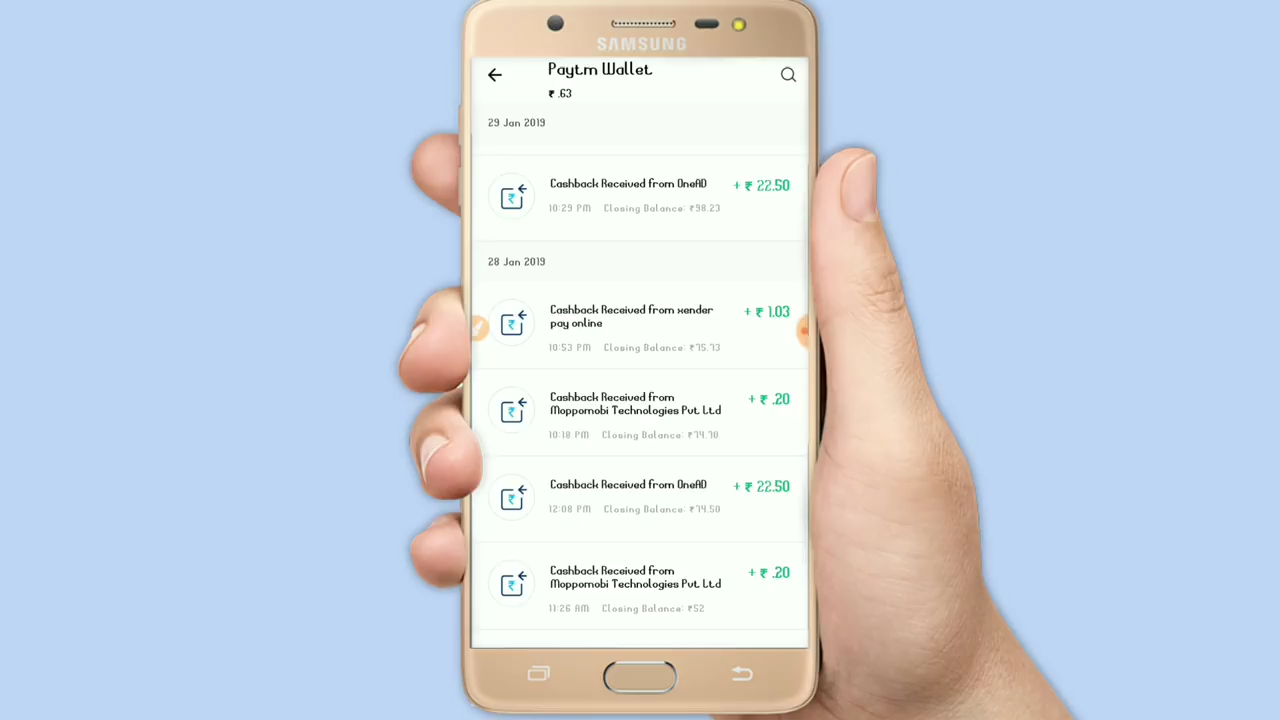 SAMSUNG
Paytm Wallet
₹ .63
29 Jan 2019
Cashback Received from OneAD
+ ₹ 22.50
10:29 PM Closing Balance: ₹98.23
28 Jan 2019
Cashback Received from xender
pay online
+ ₹ 1.03
10:53 PM Closing Balance: ₹75.73
Cashback Received from
Moppomobi Technologies Pvt Ltd
+ ₹ .20
10:18 PM Closing Balance: ₹74.70
Cashback Received from OneAD
+ ₹ 22.50
12:08 PM Closing Balance: ₹74.50
Cashback Received from
Moppomobi Technologies Pvt Ltd
+ ₹ .20
11:26 AM Closing Balance: ₹52